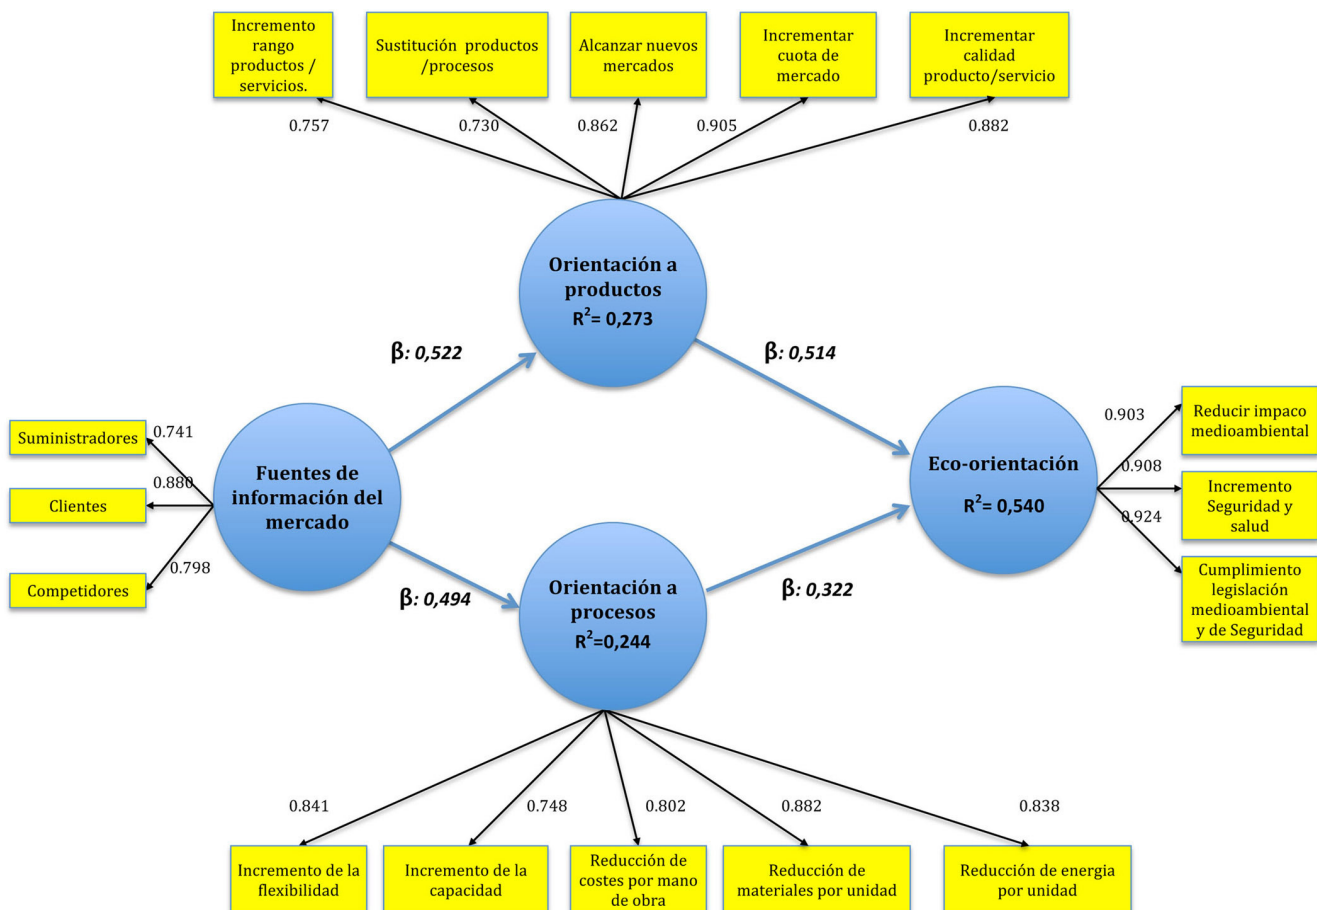 Incremento
rango
productos /
servicios.
Sustitución productos
/procesos
Alcanzar nuevos
mercados
Incrementar
cuota de
mercado
Incrementar
calidad
producto/servicio
0.757
0.730
0.862
0.905
0.882
Orientación a
productos
R²= 0,273
β: 0,522
β: 0,514
Suministradores
0.741
Clientes
0.880
Competidores
0.798
Fuentes de
información del
mercado
Eco-orientación
R²= 0,540
0.903
Reducir impaco
medioambiental
0.908
Incremento
Seguridad y
salud
0.924
Cumplimiento
legislación
medioambiental
y de Seguridad
β: 0,494
Orientación a
procesos
R²=0,244
β: 0,322
0.841
0.748
0.802
0.882
0.838
Incremento de la
flexibilidad
Incremento de la
capacidad
Reducción de
costes por mano
de obra
Reducción de
materiales por unidad
Reducción de energia
por unidad